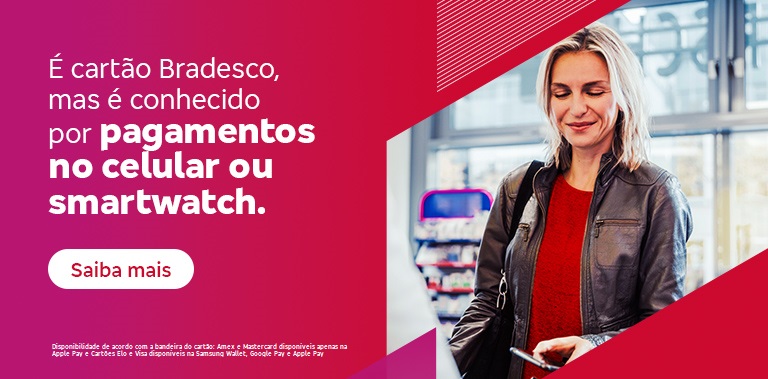 É cartão Bradesco,
mas é conhecido
por pagamentos
no celular ou
smartwatch.
Saiba mais
Disponibilidade de acordo com a bandeira do cartão: Amex e Mastercard disponíveis apenas na
Apple Pay e Cartões Elo e Visa disponíveis na Samsung Wallet, Google Pay e Apple Pay